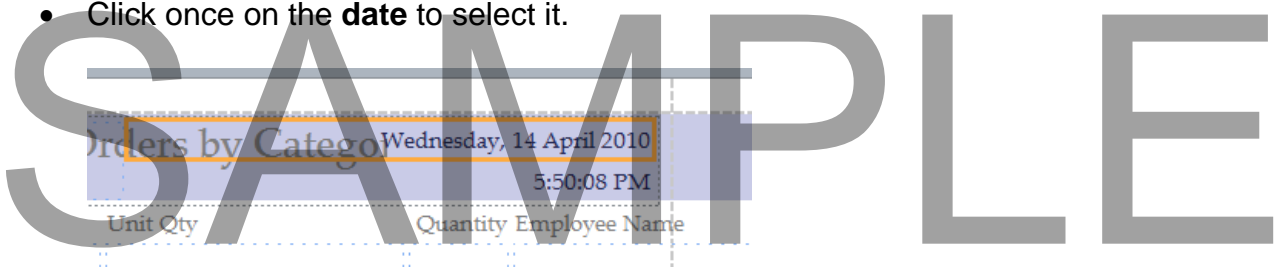 • Click once on the date to select it.
SAMPLE
Orders by Categor Wednesday, 14 April 2010
5:50:08 PM
Unit Qty Quantity Employee Name